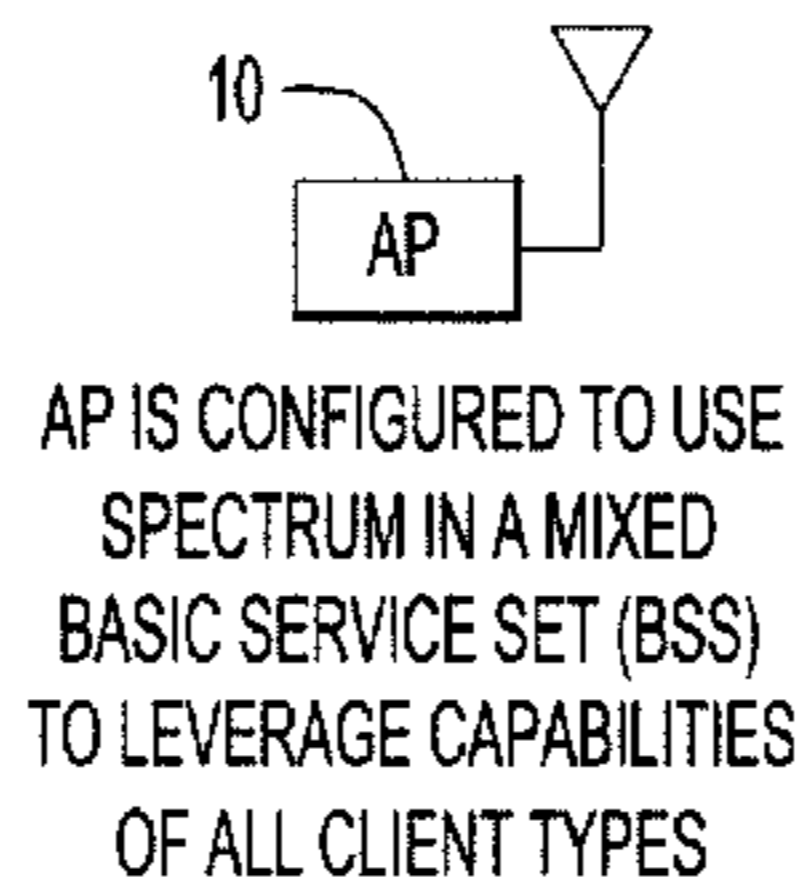 10
AP
AP IS CONFIGURED TO USE
SPECTRUM IN A MIXED
BASIC SERVICE SET (BSS)
TO LEVERAGE CAPABILITIES
OF ALL CLIENT TYPES